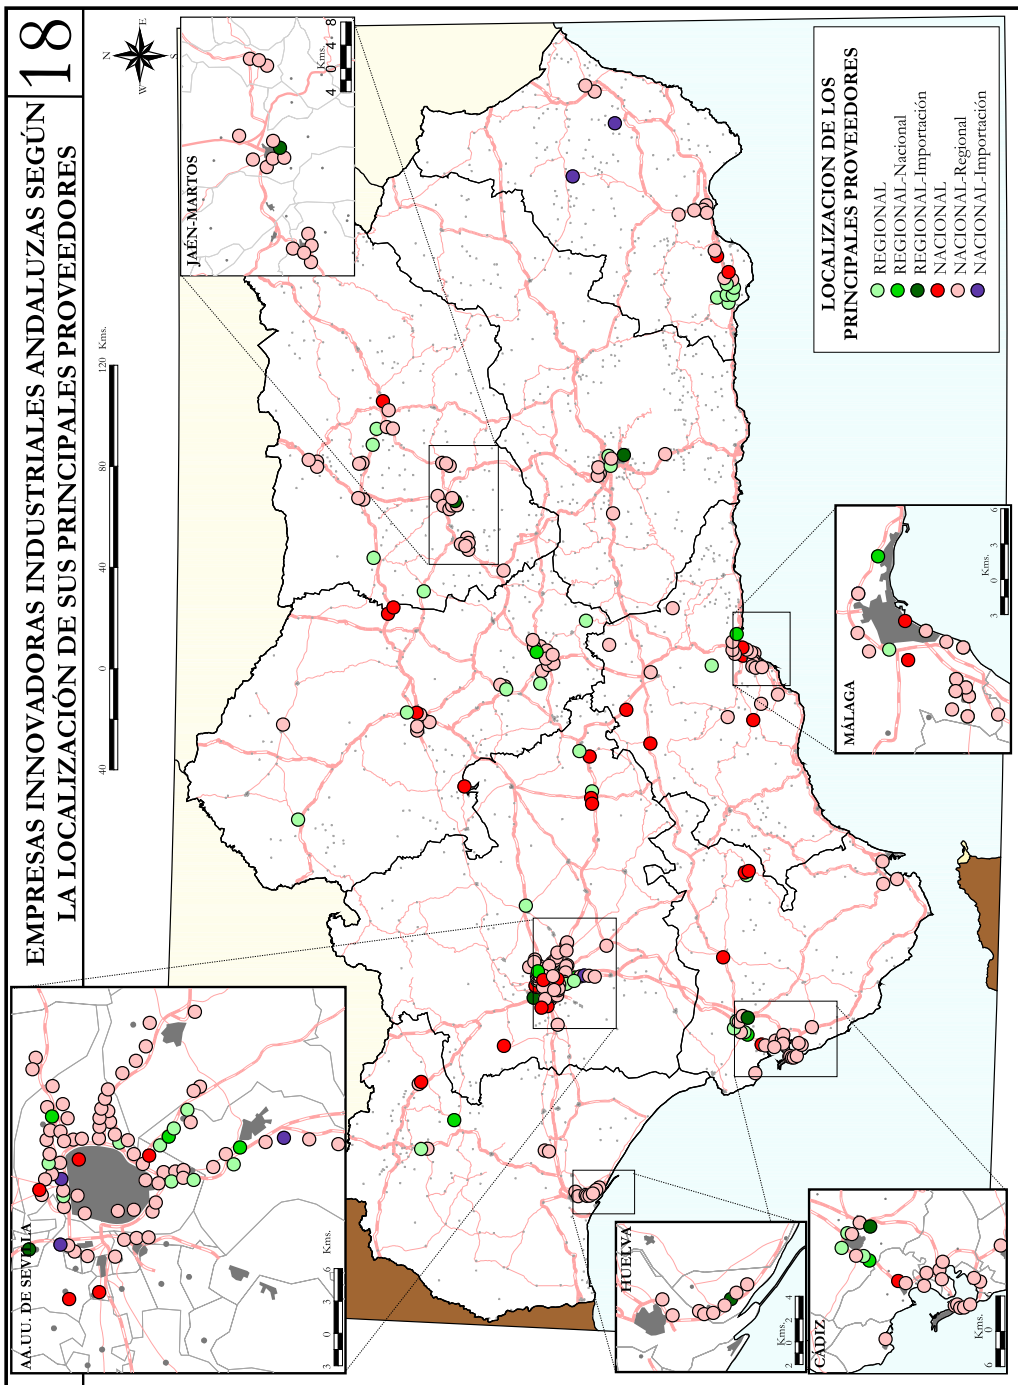 EMPRESAS INNOVADORAS INDUSTRIALES ANDALUZAS SEGÚN
LA LOCALIZACIÓN DE SUS PRINCIPALES PROVEEDORES
18
AA.UU. DE SEVILLA
3 0 3 6
Kms.
40 0 40 80 120
Kms.
N
E
S
W
JAÉN-MARTOS
4 0 4 8
Kms.
HUELVA
2 0 2 4
Kms.
CÁDIZ
6 0
Kms.
MÁLAGA
3 0 3 6
Kms.
LOCALIZACION DE LOS
PRINCIPALES PROVEEDORES
REGIONAL
REGIONAL-Nacional
REGIONAL-Importación
NACIONAL
NACIONAL-Regional
NACIONAL-Importación